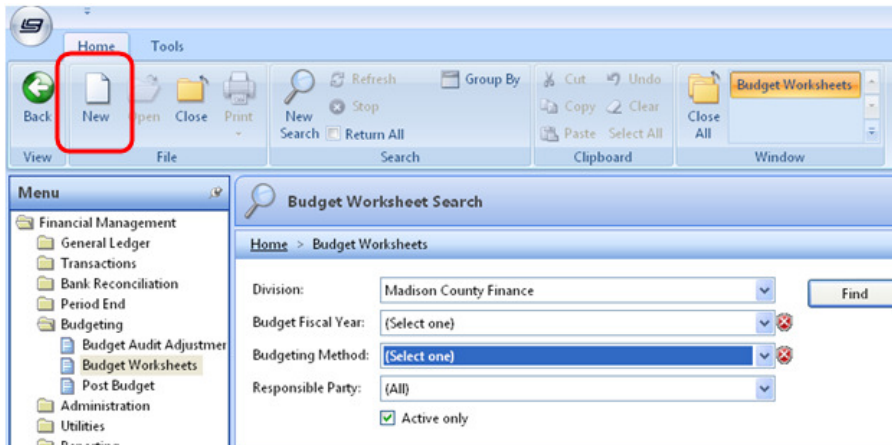 Home Tools
Back New Open Close Print New Search Refresh Stop Return All Group By Cut Undo Copy Clear Paste Select All Close All Budget Worksheets
View File Search Clipboard Window
Menu
Financial Management
General Ledger
Transactions
Bank Reconciliation
Period End
Budgeting
Budget Audit Adjustmer
Budget Worksheets
Post Budget
Administration
Utilities
Budget Worksheet Search
Home > Budget Worksheets
Division: Madison County Finance Find
Budget Fiscal Year: (Select one)
Budgeting Method: (Select one)
Responsible Party: (All)
Active only